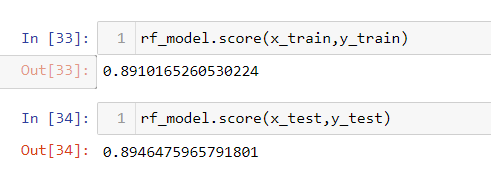 In [33]: 1 rf_model.score(x_train,y_train)
Out[33]: 0.8910165260530224
In [34]: 1 rf_model.score(x_test,y_test)
Out[34]: 0.8946475965791801